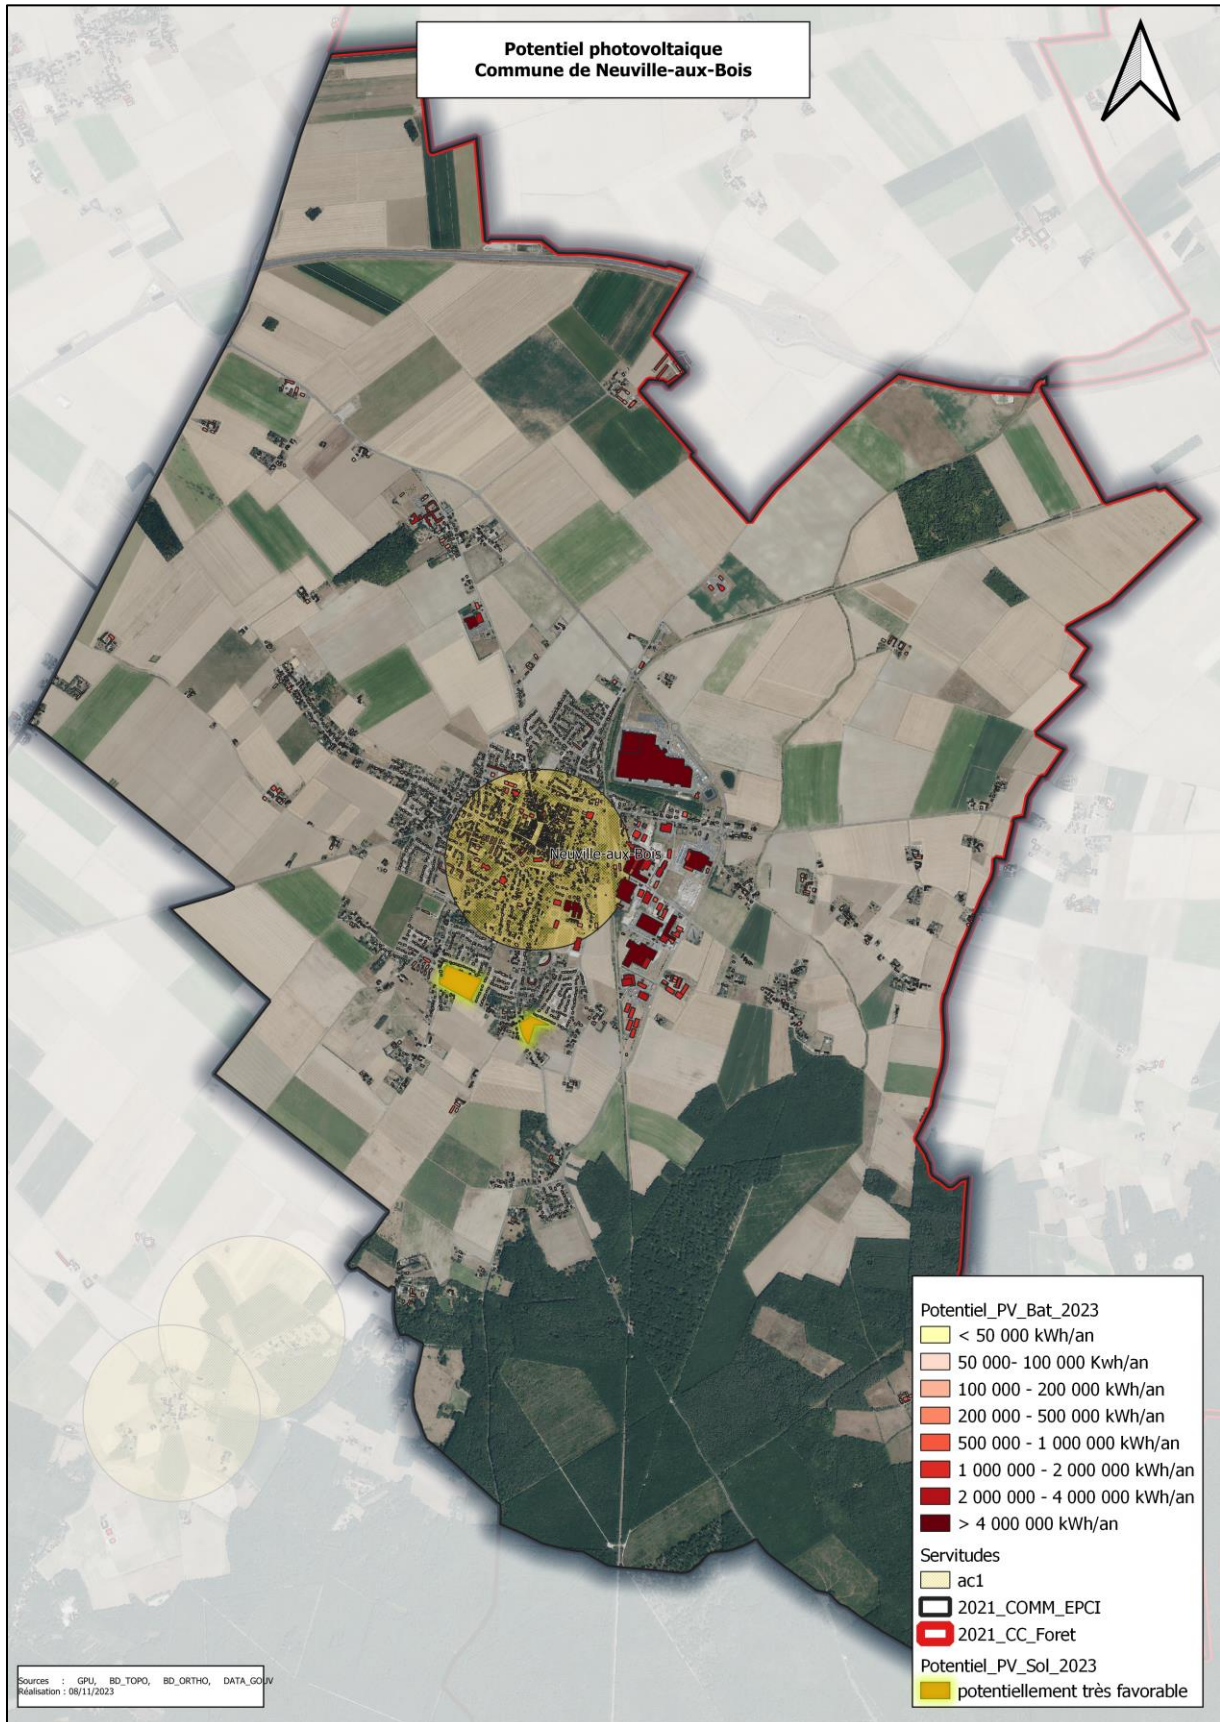 Potentiel photovoltaique
Commune de Neuville-aux-Bois
Neuville-aux-Bois
Potentiel_PV_Bat_2023
< 50 000 kWh/an
50 000- 100 000 Kwh/an
100 000 - 200 000 kWh/an
200 000 - 500 000 kWh/an
500 000 - 1 000 000 kWh/an
1 000 000 - 2 000 000 kWh/an
2 000 000 - 4 000 000 kWh/an
> 4 000 000 kWh/an
Servitudes
ac1
2021_COMM_EPCI
2021_CC_Foret
Potentiel_PV_Sol_2023
potentiellement très favorable
Sources : GPU, BD_TOPO, BD_ORTHO, DATA_GOUV
Réalisation : 08/11/2023